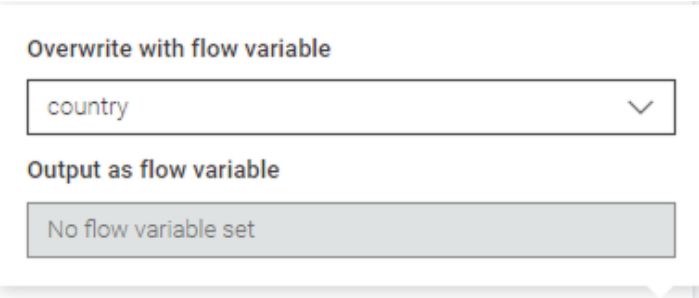 Overwrite with flow variable
country
Output as flow variable
No flow variable set